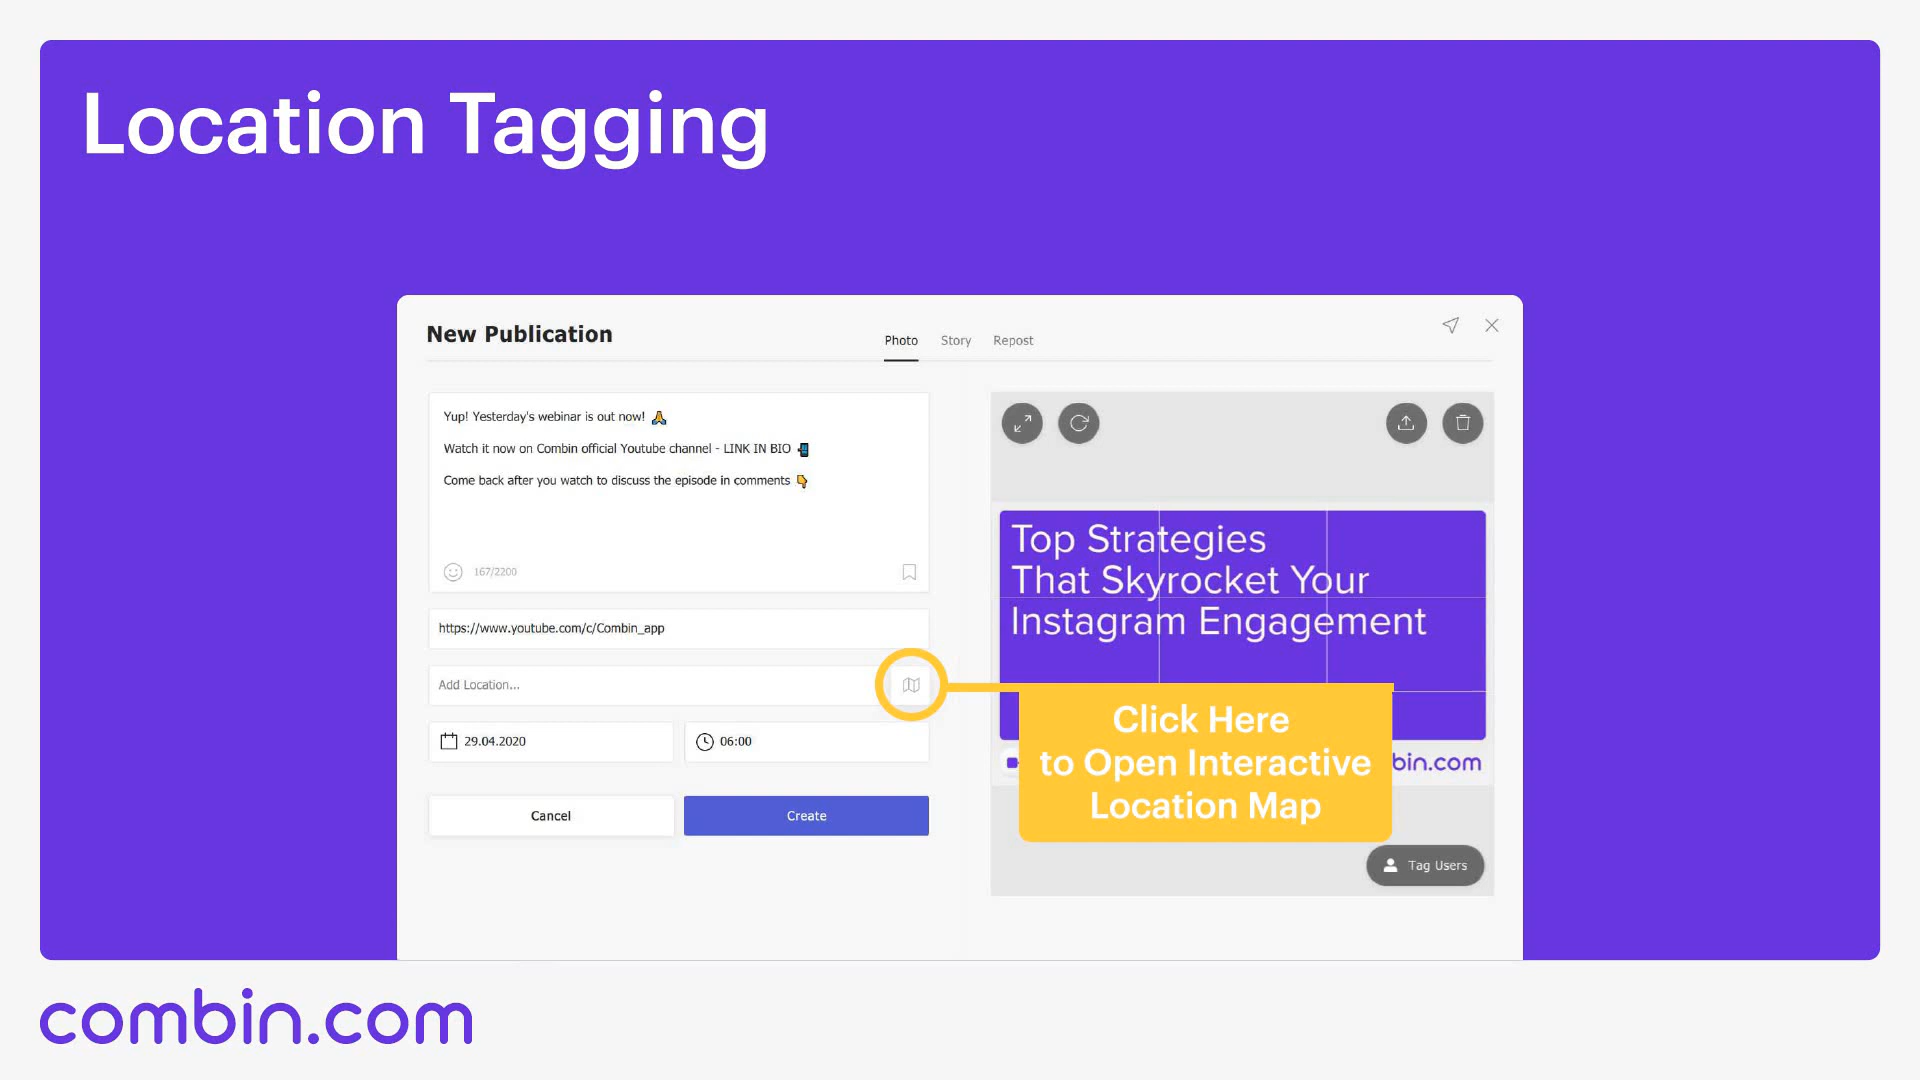 Location Tagging
New Publication
Photo
Story
Repost
Yup! Yesterday's webinar is out now! 🙏
Watch it now on Combin official Youtube channel - LINK IN BIO 📲
Come back after you watch to discuss the episode in comments 👇
167/2200
https://www.youtube.com/c/Combin_app
Add Location...
29.04.2020
06:00
Cancel
Create
Top Strategies
That Skyrocket Your
Instagram Engagement
Click Here
to Open Interactive
Location Map
bin.com
Tag Users
combin.com